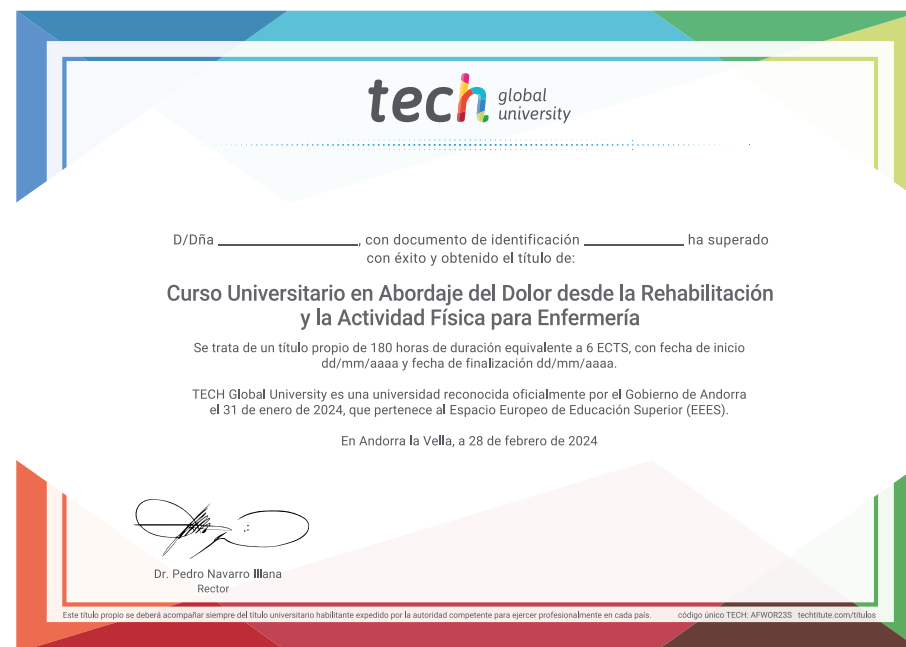 tech global university
D/Dña ____________________, con documento de identificación ______________ ha superado
con éxito y obtenido el título de:
Curso Universitario en Abordaje del Dolor desde la Rehabilitación
y la Actividad Física para Enfermería
Se trata de un título propio de 180 horas de duración equivalente a 6 ECTS, con fecha de inicio
dd/mm/aaaa y fecha de finalización dd/mm/aaaa.
TECH Global University es una universidad reconocida oficialmente por el Gobierno de Andorra
el 31 de enero de 2024, que pertenece al Espacio Europeo de Educación Superior (EEES).
En Andorra la Vella, a 28 de febrero de 2024
Dr. Pedro Navarro Illana
Rector
Este título propio se deberá acompañar siempre del título universitario habilitante expedido por la autoridad competente para ejercer profesionalmente en cada país. código único TECH: AFWOR23S techtitute.com/titulos